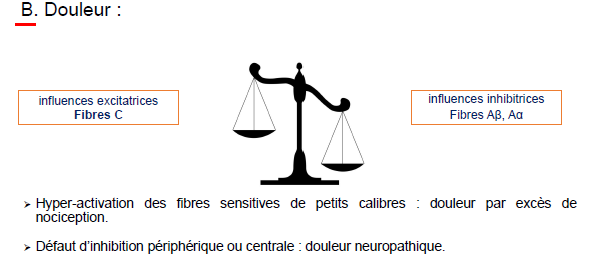 B. Douleur :
influences excitatrices
Fibres C
influences inhibitrices
Fibres Aβ, Aα
➢ Hyper-activation des fibres sensitives de petits calibres : douleur par excès de
nociception.
➢ Défaut d’inhibition périphérique ou centrale : douleur neuropathique.